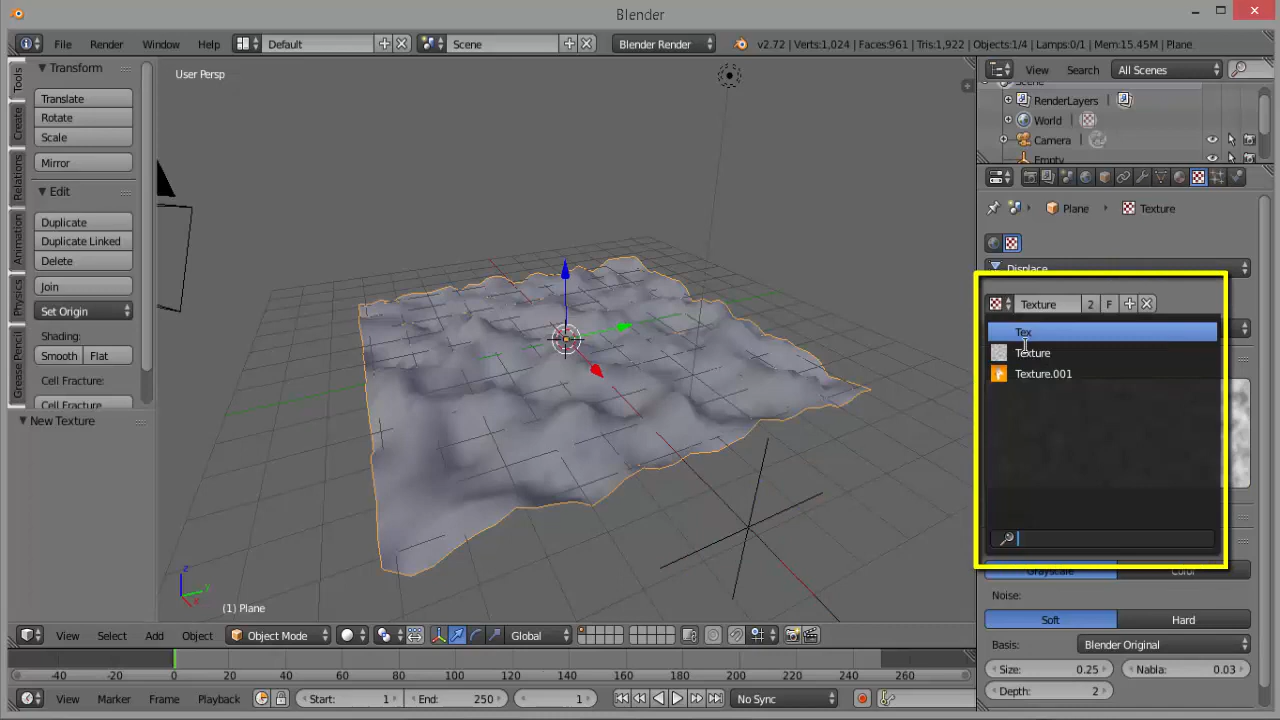 Blender
File Render Window Help Default Scene Blender Render v2.72 | Verts:1,024 | Faces:961 | Tris:1,922 | Objects:1/4 | Lamps:0/1 | Mem:15.45M | Plane
Tools
Create
Relations
Animation
Physics
Grease Pencil
Transform
Translate
Rotate
Scale
Mirror
Edit
Duplicate
Duplicate Linked
Delete
Join
Set Origin
Shading:
Smooth Flat
Cell Fracture:
Cell Fracture
New Texture
User Persp
z
y
x
(1) Plane
View Search All Scenes
Scene
RenderLayers
World
Camera
Empty
Plane Texture
Displace
Texture 2 F
Tex
Texture
Texture.001
Grayscale Color
Noise:
Soft Hard
Basis: Blender Original
Size: 0.25 Nabla: 0.03
Depth: 2
View Select Add Object Object Mode Global
-40 -20 0 20 40 60 80 100 120 140 160 180 200 220 240 260
View Marker Frame Playback Start: 1 End: 250 1 No Sync